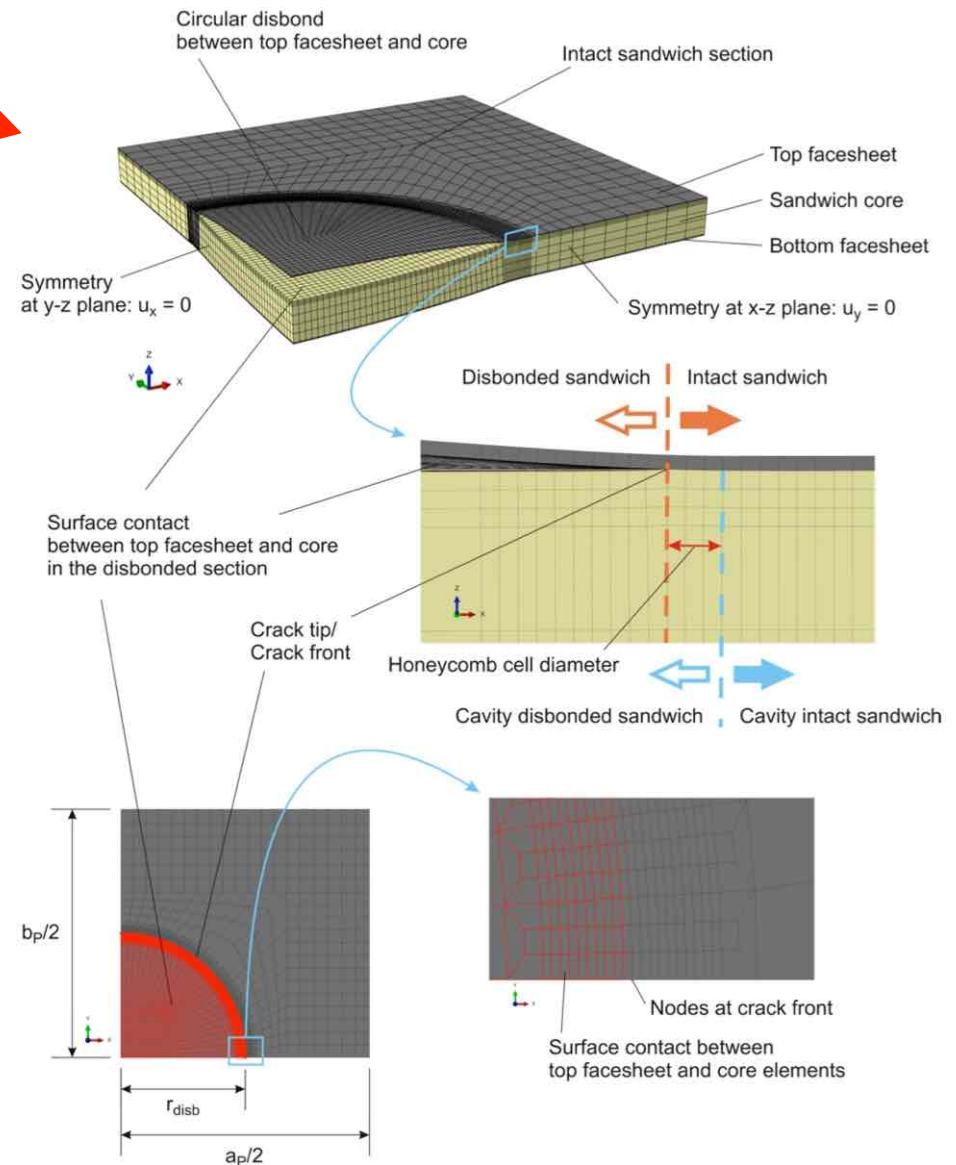 Circular disbond
between top facesheet and core
Intact sandwich section
Top facesheet
Sandwich core
Bottom facesheet
Symmetry
at y-z plane: uₓ = 0
Symmetry at x-z plane: u_y = 0
Z
Y
X
Disbonded sandwich
Intact sandwich
Surface contact
between top facesheet and core
in the disbonded section
Z
X
Crack tip/
Crack front
Honeycomb cell diameter
Cavity disbonded sandwich
Cavity intact sandwich
b_P/2
Y
X
r_disb
a_P/2
Y
X
Nodes at crack front
Surface contact between
top facesheet and core elements